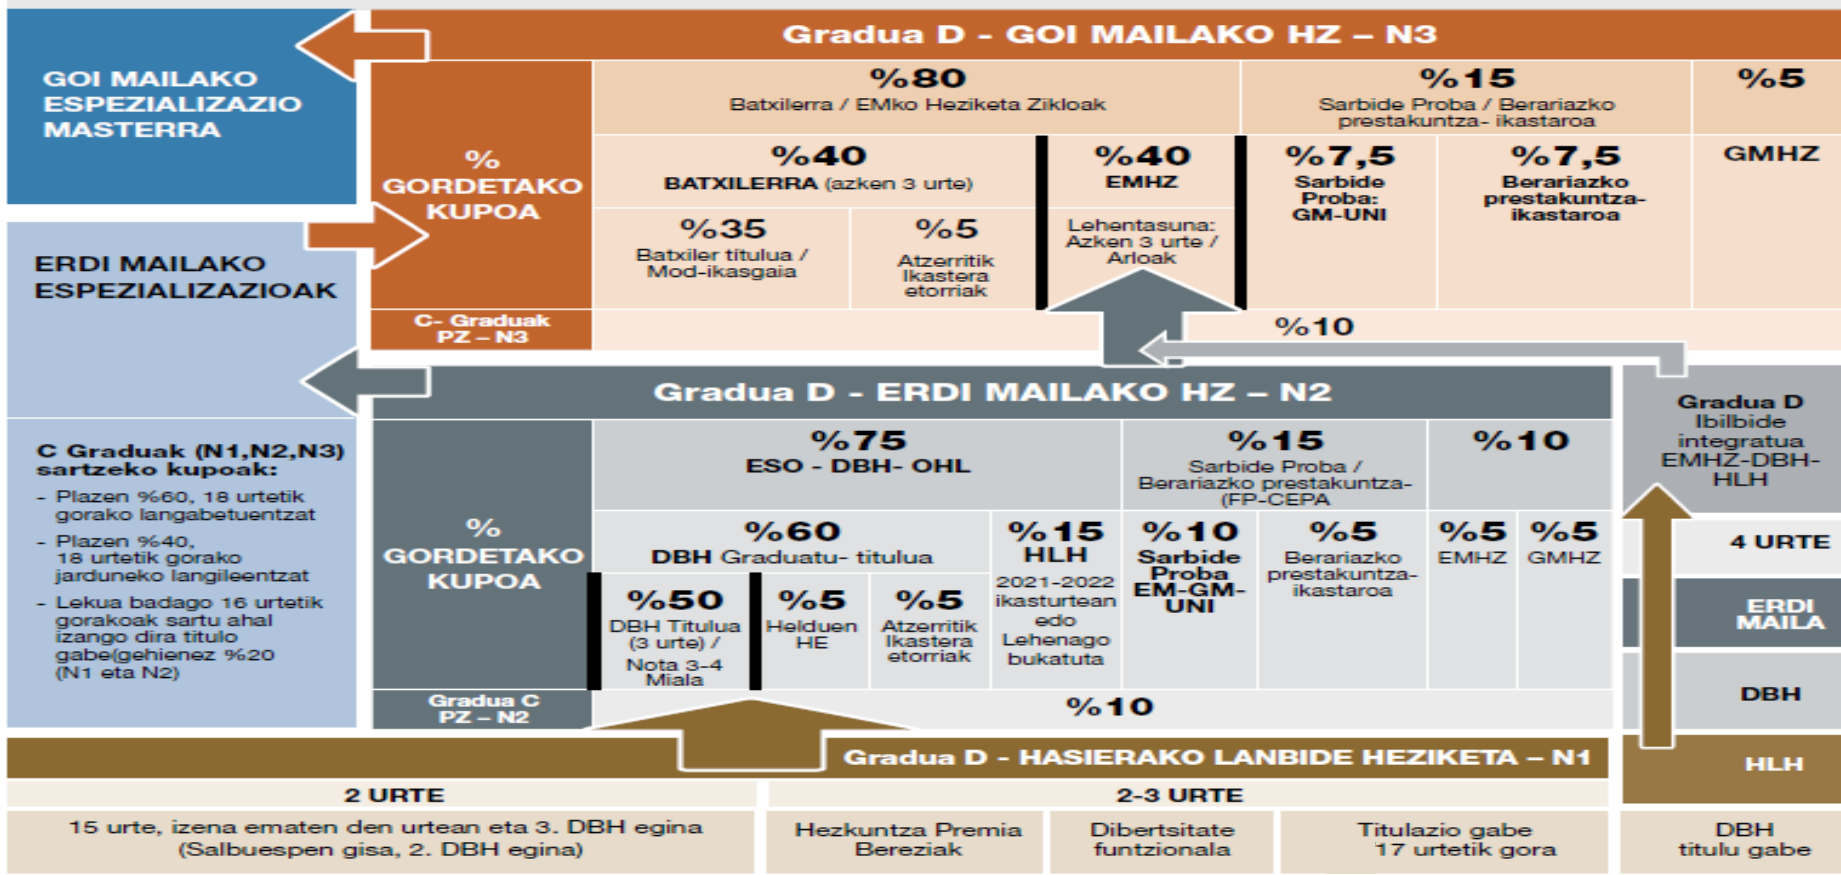 GOI MAILAKO
ESPEZIALIZAZIO
MASTERRA
Gradua D - GOI MAILAKO HZ – N3
%
GORDETAKO
KUPOA
%80
Batxilerra / EMko Heziketa Zikloak
%15
Sarbide Proba / Berariazko
prestakuntza- ikastaroa
%5
%40
BATXILERRA (azken 3 urte)
%40
EMHZ
%7,5
Sarbide
Proba:
GM-UNI
%7,5
Berariazko
prestakuntza-
ikastaroa
GMHZ
%35
Batxiler titulua /
Mod-ikasgaia
%5
Atzerritik
Ikastera
etorriak
Lehentasuna:
Azken 3 urte /
Arloak
C- Graduak
PZ – N3
%10
ERDI MAILAKO
ESPEZIALIZAZIOAK
C Graduak (N1,N2,N3)
sartzeko kupoak:
- Plazen %60, 18 urtetik
gorako langabetuentzat
- Plazen %40,
18 urtetik gorako
jarduneko langileentzat
- Lekua badago 16 urtetik
gorakoak sartu ahal
izango dira titulo
gabe(gehienez %20
(N1 eta N2)
Gradua D - ERDI MAILAKO HZ – N2
%
GORDETAKO
KUPOA
%75
ESO - DBH- OHL
%15
Sarbide Proba /
Berariazko prestakuntza-
(FP-CEPA
%10
%60
DBH Graduatu- titulua
%15
HLH
2021-2022
ikasturtean
edo
Lehenago
bukatuta
%10
Sarbide
Proba
EM-GM-
UNI
%5
Berariazko
prestakuntza-
ikastaroa
%5
EMHZ
%5
GMHZ
%50
DBH Titulua
(3 urte) /
Nota 3-4
Miala
%5
Helduen
HE
%5
Atzerritik
Ikastera
etorriak
Gradua C
PZ – N2
%10
Gradua D
Ibilbide
integratua
EMHZ-DBH-
HLH
4 URTE
ERDI
MAILA
DBH
HLH
DBH
titulu gabe
Gradua D - HASIERAKO LANBIDE HEZIKETA – N1
2 URTE
2-3 URTE
15 urte, izena ematen den urtean eta 3. DBH egina
(Salbuespen gisa, 2. DBH egina)
Hezkuntza Premia
Bereziak
Dibertsitate
funtzionala
Titulazio gabe
17 urtetik gora